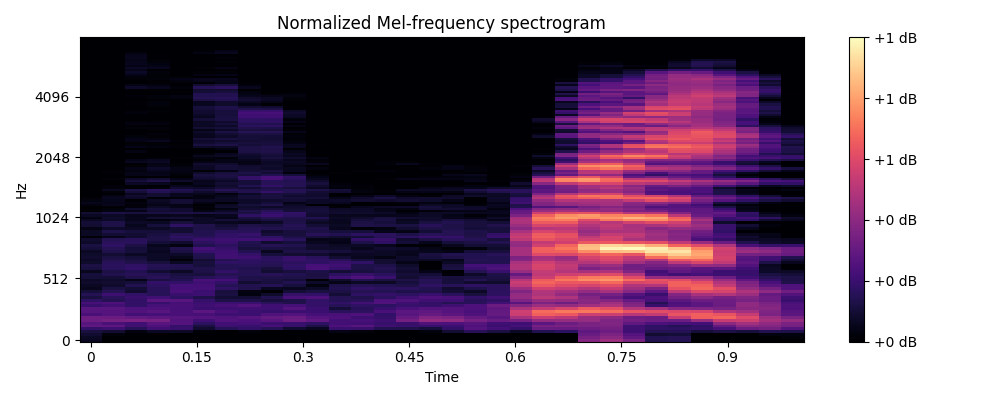 Normalized Mel-frequency spectrogram
Hz
4096
2048
1024
512
0
0 0.15 0.3 0.45 0.6 0.75 0.9
Time
+1 dB
+1 dB
+1 dB
+0 dB
+0 dB
+0 dB